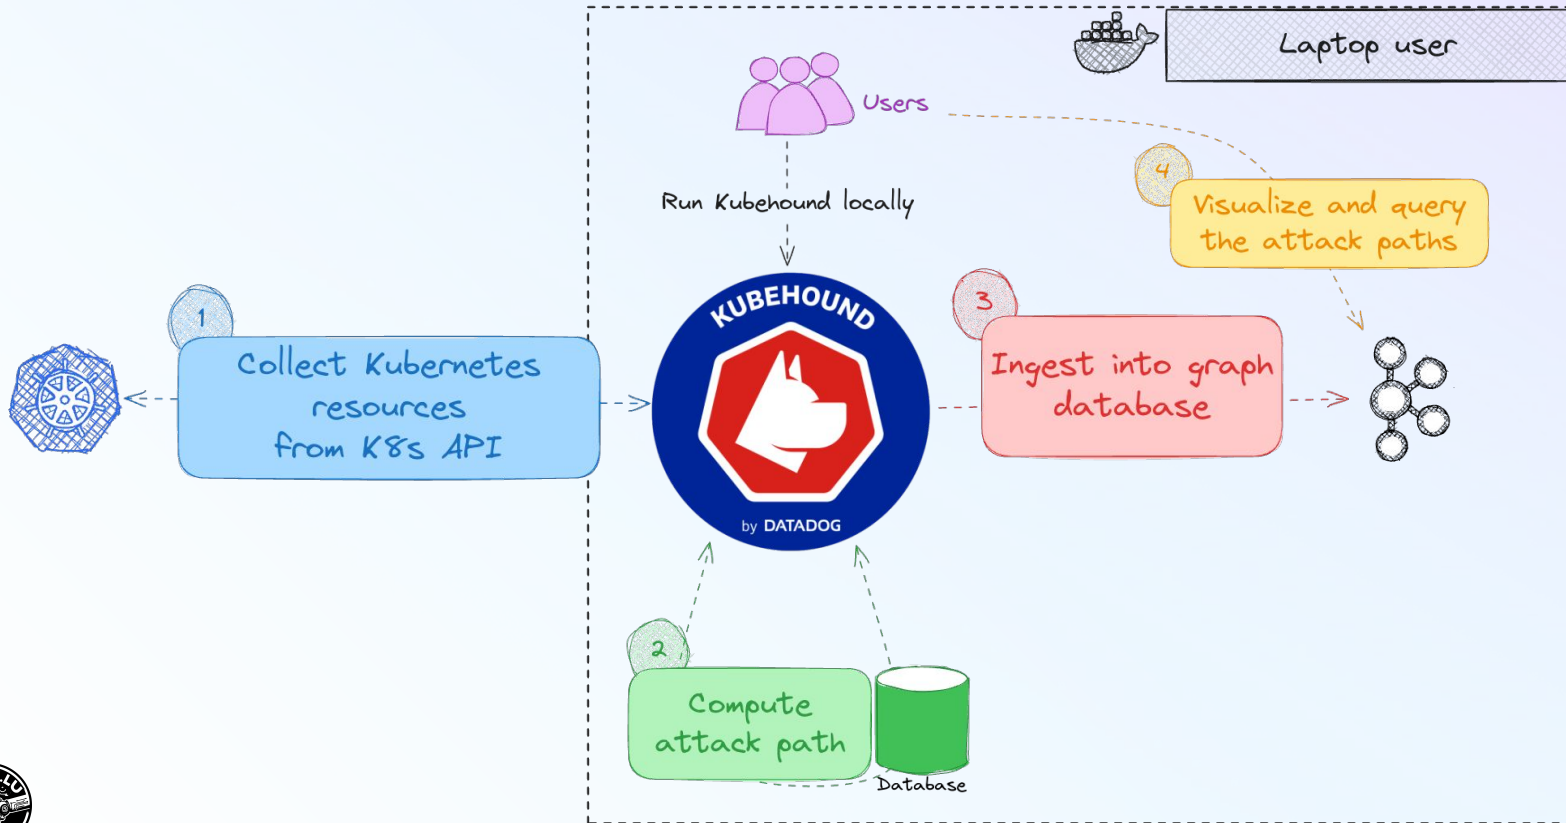 Laptop user
Users
4
Visualize and query
the attack paths
Run Kubehound locally
1
Collect Kubernetes
resources
from K8s API
KUBEHOUND
by DATADOG
3
Ingest into graph
database
2
Compute
attack path
Database